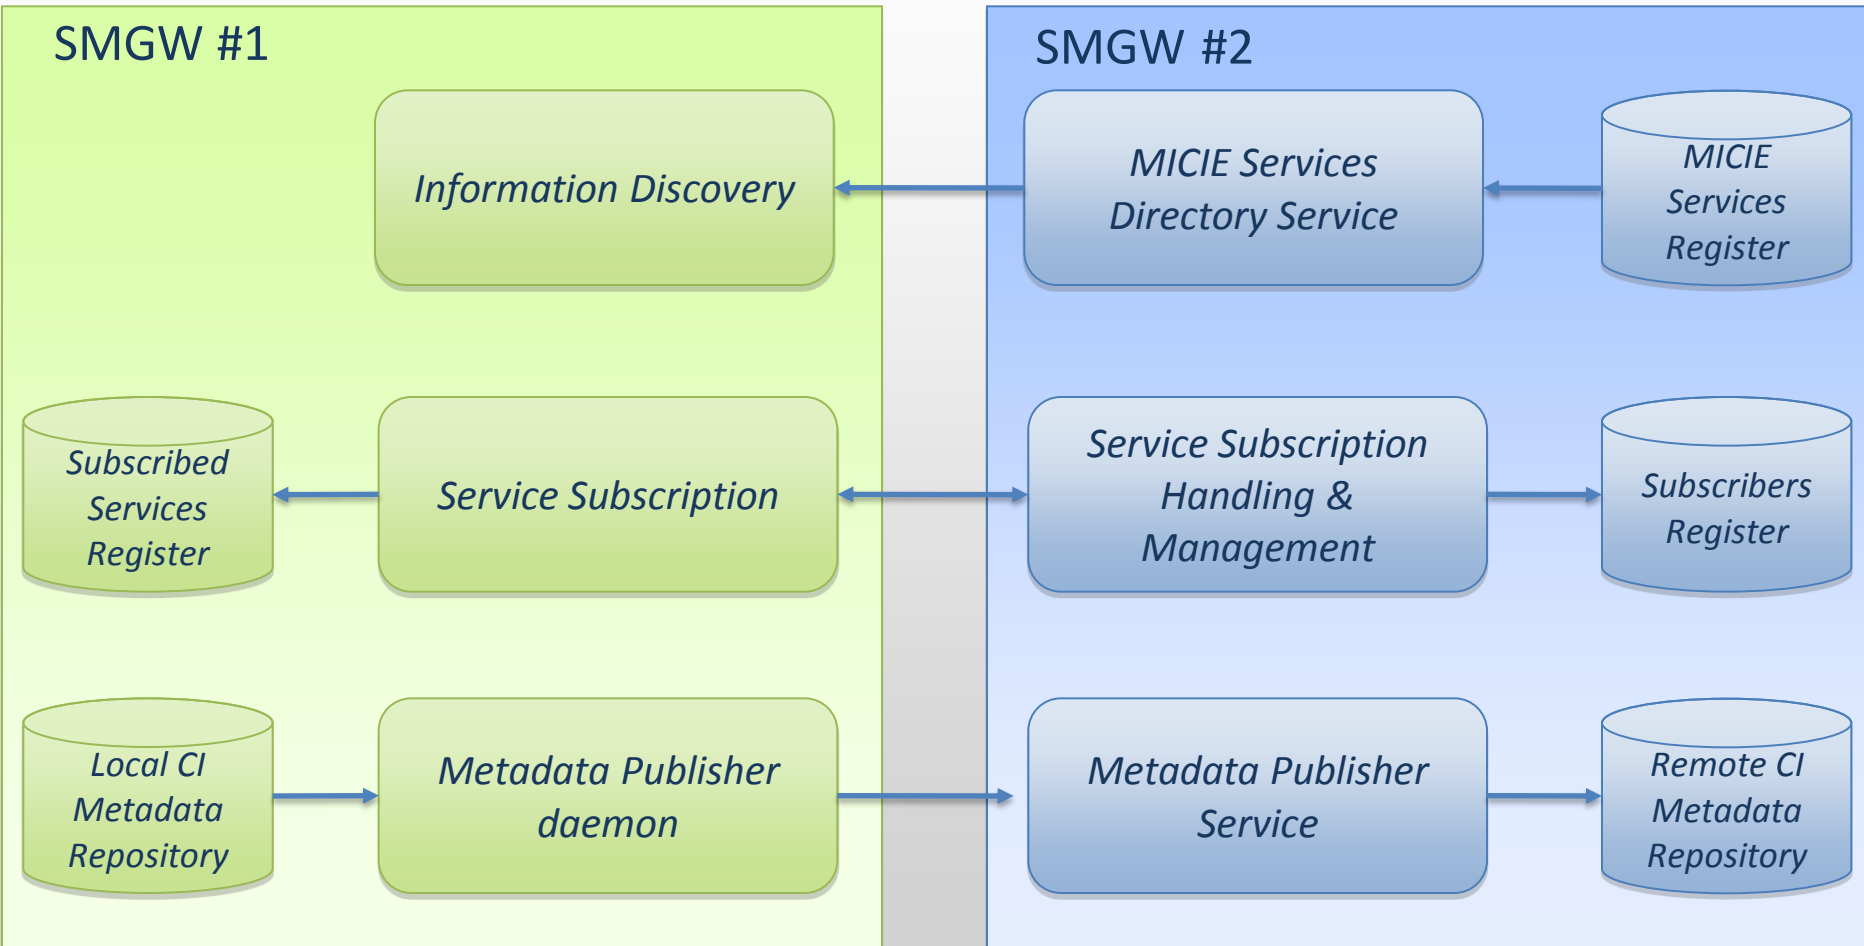 SMGW #1
SMGW #2
Information Discovery
MICIE Services
Directory Service
MICIE
Services
Register
Subscribed
Services
Register
Service Subscription
Service Subscription
Handling &
Management
Subscribers
Register
Local CI
Metadata
Repository
Metadata Publisher
daemon
Metadata Publisher
Service
Remote CI
Metadata
Repository